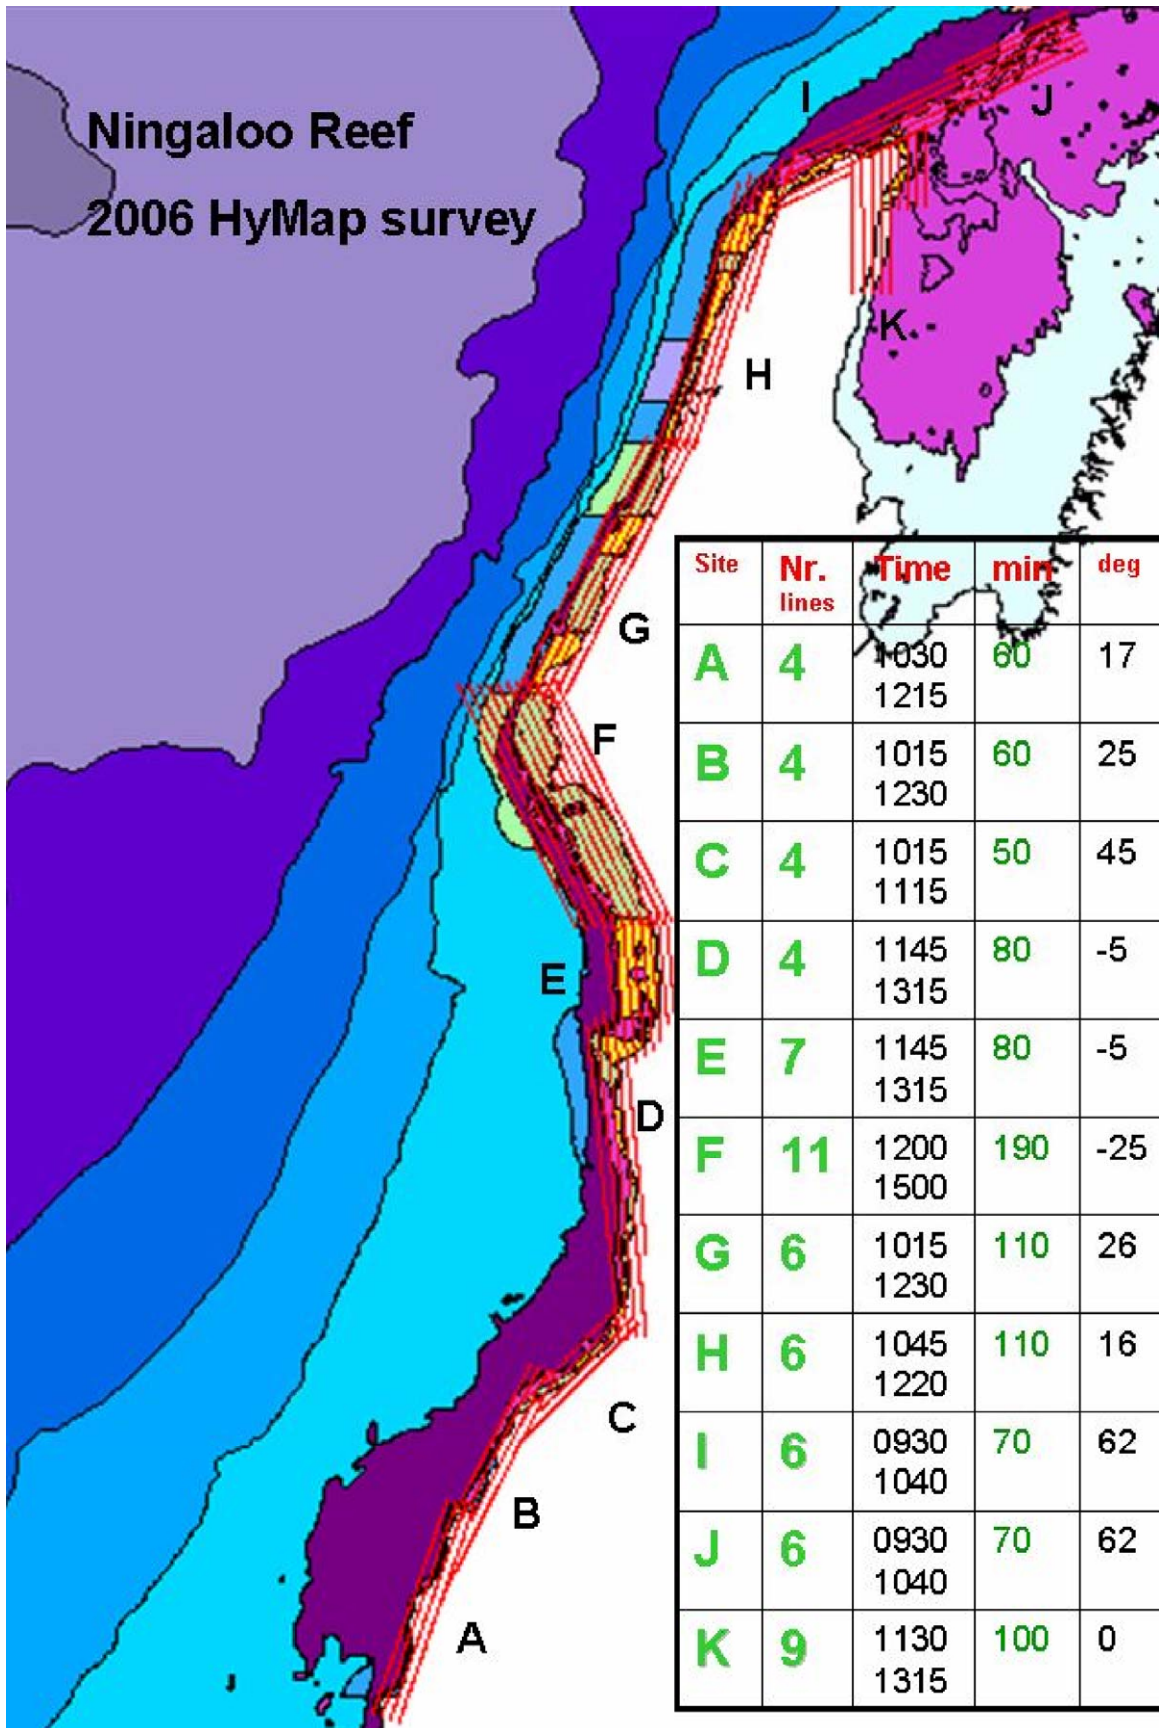 Ningaloo Reef
2006 HyMap survey
I
J
K
H
G
F
E
D
C
B
A
Site Nr. lines Time min deg
A 4 1030 1215 60 17
B 4 1015 1230 60 25
C 4 1015 1115 50 45
D 4 1145 1315 80 -5
E 7 1145 1315 80 -5
F 11 1200 1500 190 -25
G 6 1015 1230 110 26
H 6 1045 1220 110 16
I 6 0930 1040 70 62
J 6 0930 1040 70 62
K 9 1130 1315 100 0